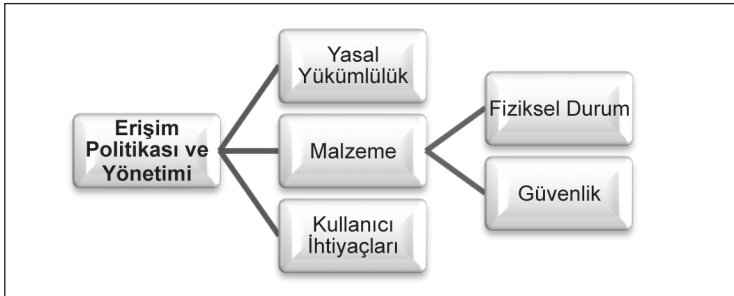 Erişim
Politikası ve
Yönetimi
Yasal
Yükümlülük
Malzeme
Kullanıcı
İhtiyaçları
Fiziksel Durum
Güvenlik